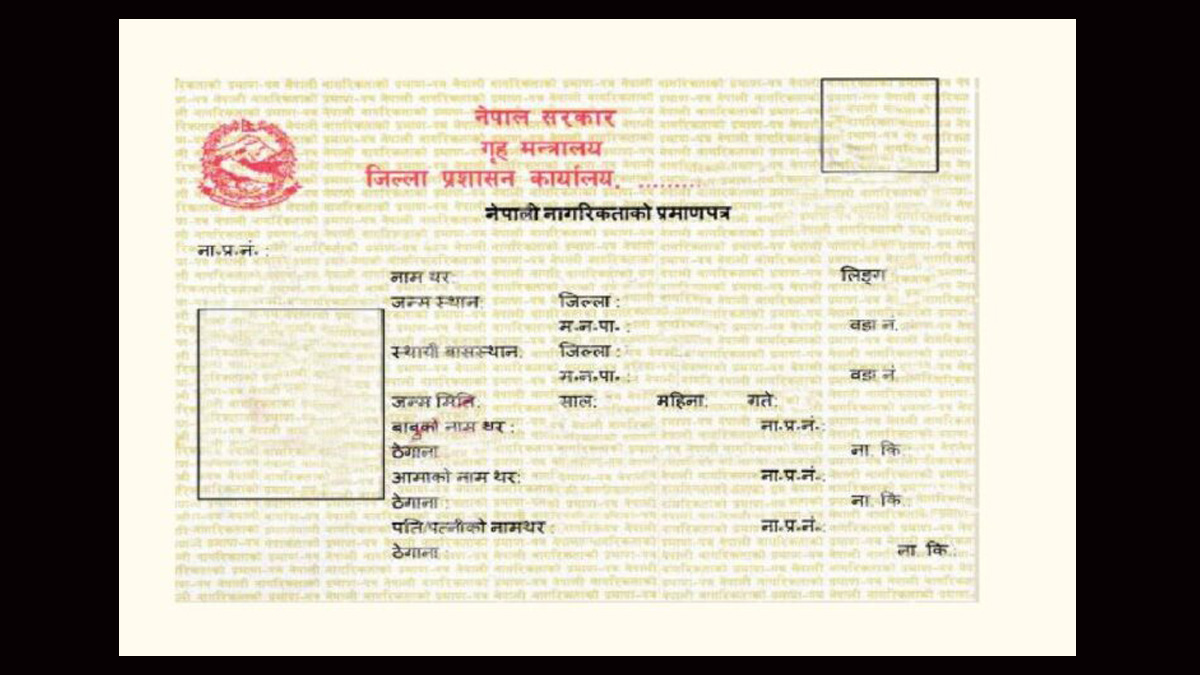 नेपाल सरकार
गृह मन्त्रालय
जिल्ला प्रशासन कार्यालय, .........
नेपाली नागरिकताको प्रमाणपत्र
ना.प्र.नं. :
नाम थर: लिङ्ग
जन्म स्थान: जिल्ला :
म.न.पा. : वडा नं.
स्थायी बासस्थान: जिल्ला :
म.न.पा. : वडा नं.
जन्म मिति: साल: महिना: गते:
बाबुको नाम थर : ना.प्र.नं.:
ठेगाना ना. कि.:
आमाको नाम थर: ना.प्र.नं.:
ठेगाना : ना. कि.:
पति/पत्नीको नामथर : ना.प्र.नं.:
ठेगाना : ना. कि.: